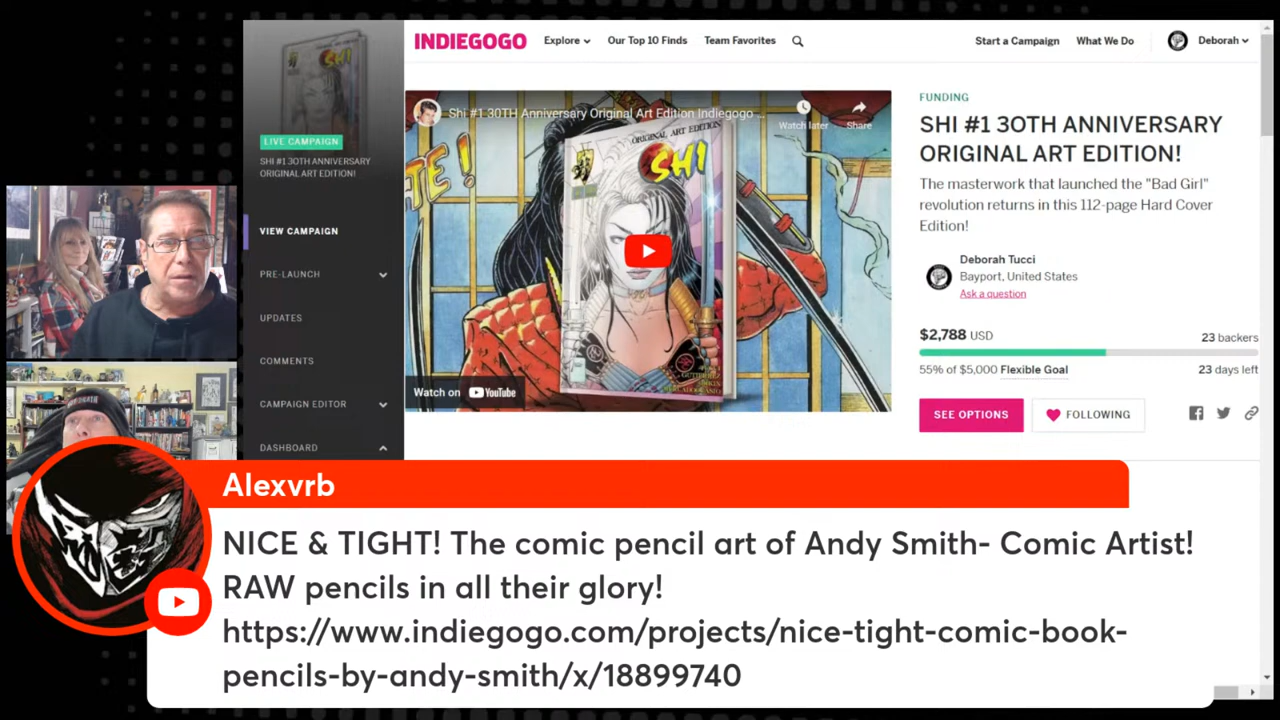 INDIEGOGO
Explore
Our Top 10 Finds
Team Favorites
Start a Campaign
What We Do
Deborah
LIVE CAMPAIGN
SHI #1 3OTH ANNIVERSARY
ORIGINAL ART EDITION!
VIEW CAMPAIGN
PRE-LAUNCH
UPDATES
COMMENTS
CAMPAIGN EDITOR
DASHBOARD
Shi #1 30TH Anniversary Original Art Edition Indiegogo ...
Watch later
Share
ORIGINAL ART EDITION
SHI
Watch on YouTube
FUNDING
SHI #1 3OTH ANNIVERSARY
ORIGINAL ART EDITION!
The masterwork that launched the "Bad Girl"
revolution returns in this 112-page Hard Cover
Edition!
Deborah Tucci
Bayport, United States
Ask a question
$2,788 USD
23 backers
55% of $5,000 Flexible Goal
23 days left
SEE OPTIONS
FOLLOWING
Alexvrb
NICE & TIGHT! The comic pencil art of Andy Smith- Comic Artist!
RAW pencils in all their glory!
https://www.indiegogo.com/projects/nice-tight-comic-book-
pencils-by-andy-smith/x/18899740